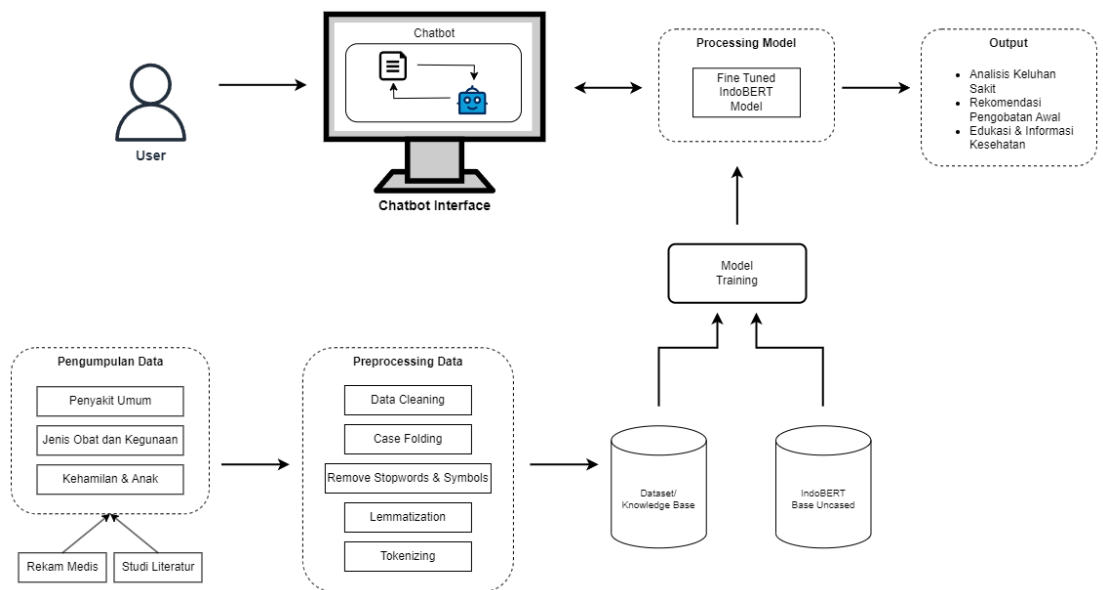 Chatbot
User
Chatbot Interface
Processing Model
Fine Tuned
IndoBERT
Model
Output
Analisis Keluhan
Sakit
Rekomendasi
Pengobatan Awal
Edukasi & Informasi
Kesehatan
Model
Training
Pengumpulan Data
Penyakit Umum
Jenis Obat dan Kegunaan
Kehamilan & Anak
Rekam Medis
Studi Literatur
Preprocessing Data
Data Cleaning
Case Folding
Remove Stopwords & Symbols
Lemmatization
Tokenizing
Dataset/
Knowledge Base
IndoBERT
Base Uncased